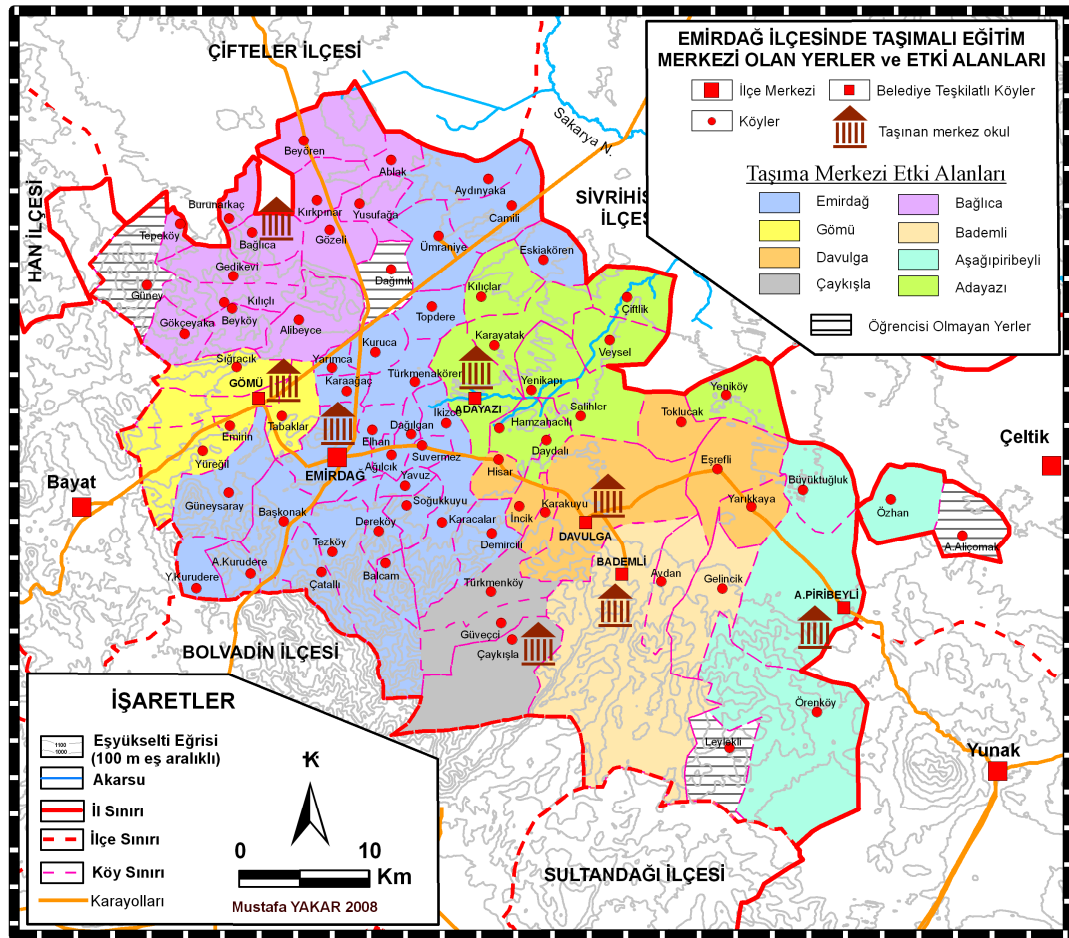 EMİRDAĞ İLÇESİNDE TAŞIMALI EĞİTİM
MERKEZİ OLAN YERLER ve ETKİ ALANLARI
İlçe Merkezi
Belediye Teşkilatlı Köyler
Köyler
Taşınan merkez okul
Taşıma Merkezi Etki Alanları
Emirdağ
Bağlıca
Gömü
Bademli
Davulga
Aşağıpiribeyli
Çaykışla
Adayazı
Öğrencisi Olmayan Yerler
ÇİFTELER İLÇESİ
Sakarya N.
SİVRİHİS
İLÇES
HAN İLÇESİ
Beyören
Ablak
Aydınyaka
Camili
Burunarkaç
Kırkpınar
Yusufağa
Tepeköy
Bağlıca
Gözeli
Ümraniye
Eskiakören
Gedikevi
Dağınık
Güney
Kılıçlı
Kılıçlar
Topdere
Çiftlik
Gökçeyaka
Beyköy
Alibeyce
Karayatak
Veysel
Kuruca
Sığracık
Yarımca
GÖMÜ
Karaağaç
Türkmenakören
Yenikapı
Yeniköy
ADAYAZI
İkizce
Hamzahacılı
Salihler
Toklucak
Tabaklar
Emirin
Elhan
Dağılgan
Daydalı
Yüreğil
EMİRDAĞ
Ağılcık
Suvermez
Hisar
Eşrefli
Çeltik
Bayat
Yavuz
Büyüktuğluk
Güneysaray
Soğukkuyu
Karakuyu
Yarıkkaya
Özhan
Başkonak
Dereköy
Karacalar
İncik
DAVULGA
Demircili
A.Aliçomak
Tezköy
A.Kurudere
Balcam
BADEMLİ
Y.Kurudere
Çatallı
Türkmenköy
Aydan
Gelincik
A.PİRİBEYLİ
Güvecci
Çaykışla
BOLVADİN İLÇESİ
Örenköy
Leylekli
Yunak
SULTANDAĞI İLÇESİ
İŞARETLER
1100
1000
Eşyükselti Eğrisi
(100 m eş aralıklı)
Akarsu
İl Sınırı
İlçe Sınırı
Köy Sınırı
Karayolları
K
0 10
Km
Mustafa YAKAR 2008